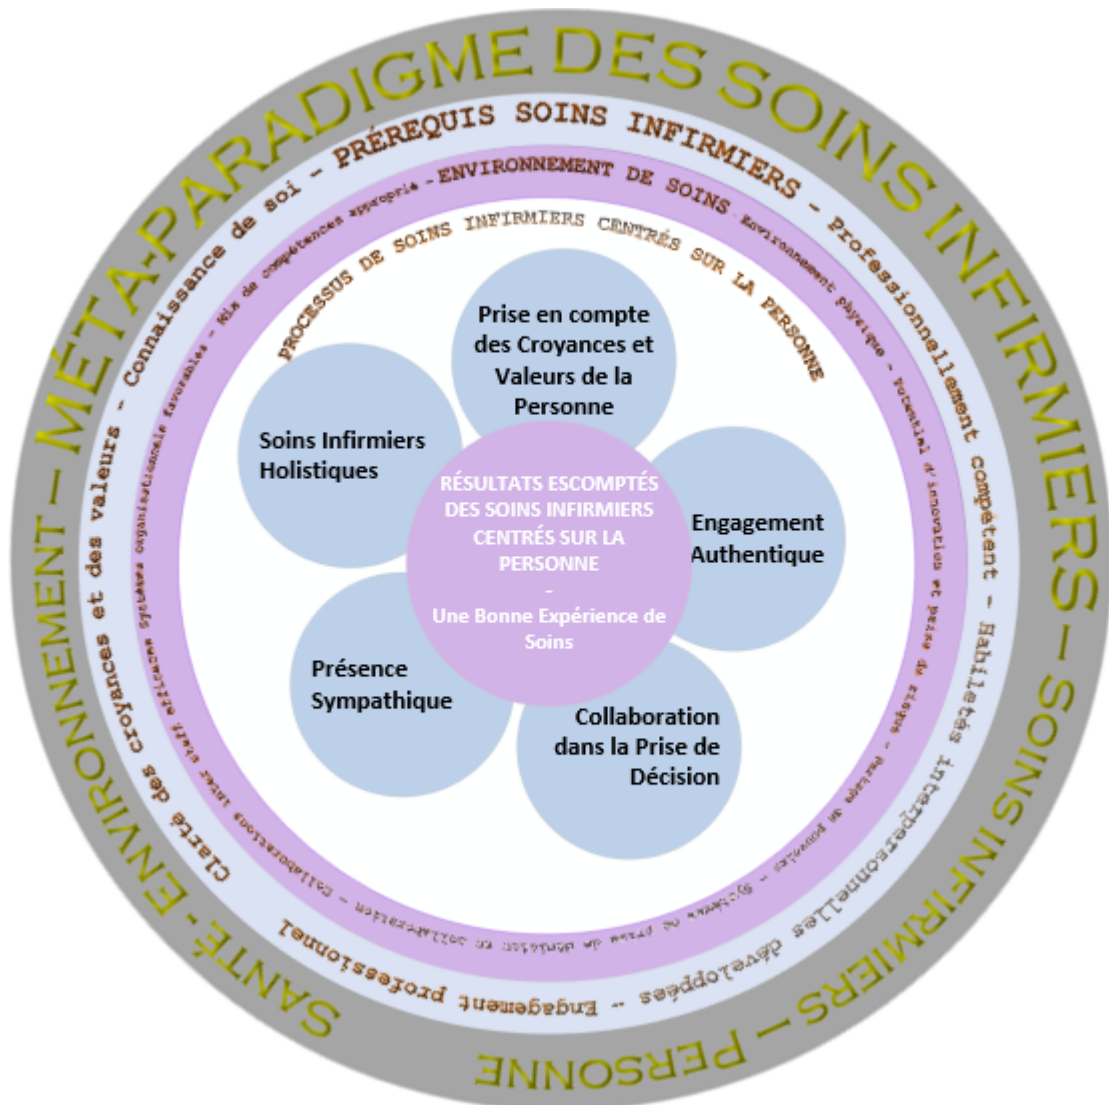 MÉTA-PARADIGME DES SOINS INFIRMIERS – SOINS INFIRMIERS – PERSONNE
SANTÉ - ENVIRONNEMENT –
PRÉREQUIS SOINS INFIRMIERS – Professionnellement compétent – Habiletés interpersonnelles développées – Engagement professionnel
Clarté des croyances et des valeurs – Connaissance de soi –
ENVIRONNEMENT DE SOINS - Environnement physique – Potentiel d'innovation et prise de risque – Partage du pouvoir – Systèmes de prise de décision en collaboration – Collaborations inter staff efficaces Systèmes organisationnels favorables – Mix de compétences approprié -
PROCESSUS DE SOINS INFIRMIERS CENTRÉS SUR LA PERSONNE
Prise en compte
des Croyances et
Valeurs de la
Personne
Soins Infirmiers
Holistiques
RÉSULTATS ESCOMPTÉS
DES SOINS INFIRMIERS
CENTRÉS SUR LA
PERSONNE
-
Une Bonne Expérience de
Soins
Engagement
Authentique
Présence
Sympathique
Collaboration
dans la Prise de
Décision